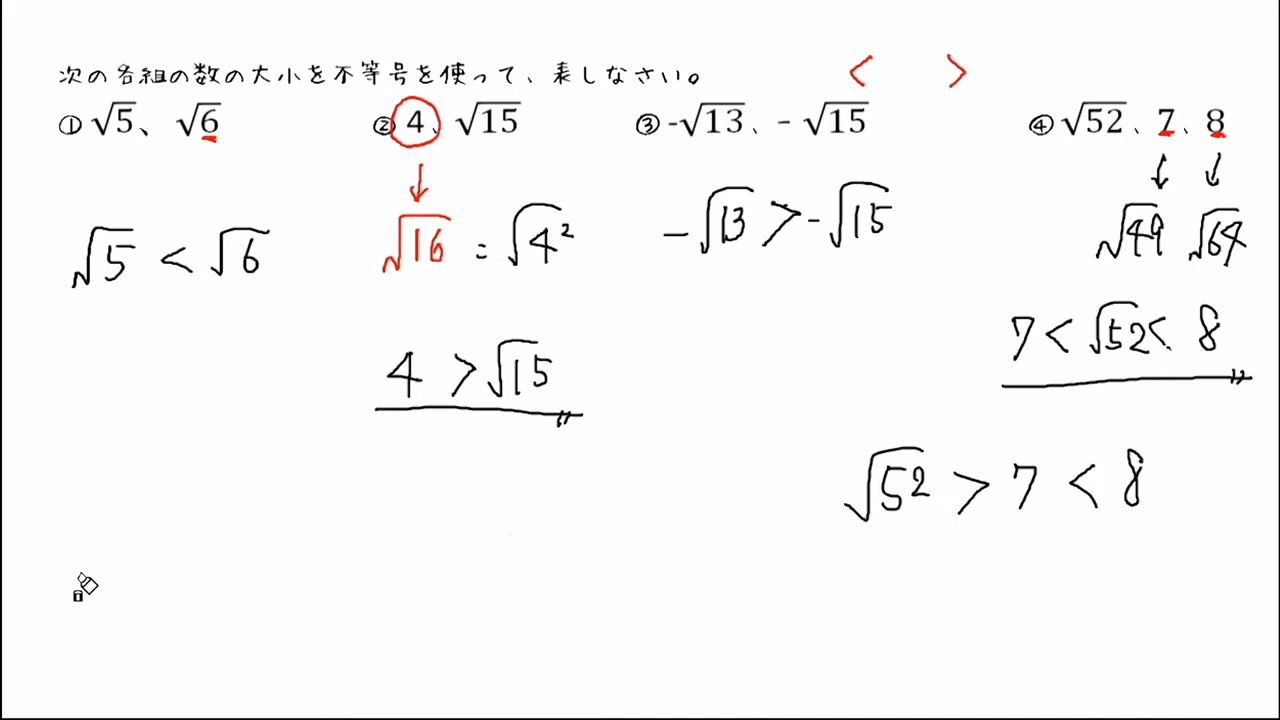 次の各組の数の大小を不等号を使って、表しなさい。 < >
① √5、 √6 ② 4、 √15 ③ -√13、 - √15 ④ √52、7、8
√5 < √6
√16 = √4²
-√13 > -√15
√49 √64
4 > √15
7 < √52 < 8
√52 > 7 < 8